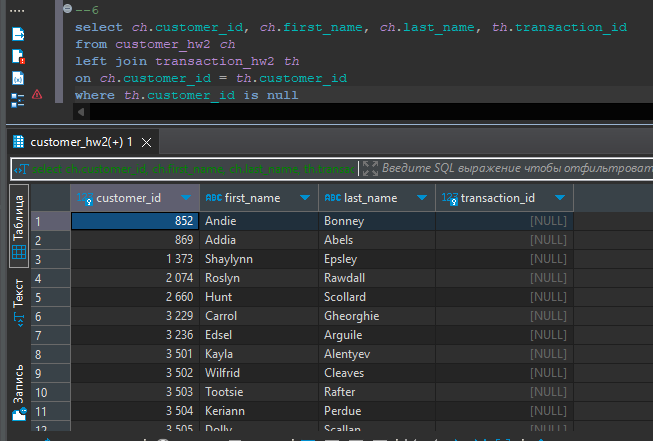 --6
select ch.customer_id, ch.first_name, ch.last_name, th.transaction_id
from customer_hw2 ch
left join transaction_hw2 th
on ch.customer_id = th.customer_id
where th.customer_id is null
customer_hw2(+) 1
select ch.customer_id, ch.first_name, ch.last_name, th.transac
Введите SQL выражение чтобы отфильтроват
Таблица
Текст
Запись
123 customer_id ABC first_name ABC last_name 123 transaction_id
1 852 Andie Bonney [NULL]
2 869 Addia Abels [NULL]
3 1 373 Shaylynn Epsley [NULL]
4 2 074 Roslyn Rawdall [NULL]
5 2 660 Hunt Scollard [NULL]
6 3 229 Carrol Gheorghie [NULL]
7 3 236 Edsel Arguile [NULL]
8 3 501 Kayla Alentyev [NULL]
9 3 502 Wilfrid Cleaves [NULL]
10 3 503 Tootsie Rafter [NULL]
11 3 504 Keriann Perdue [NULL]
12 3 505 Dolly Scallan [NULL]